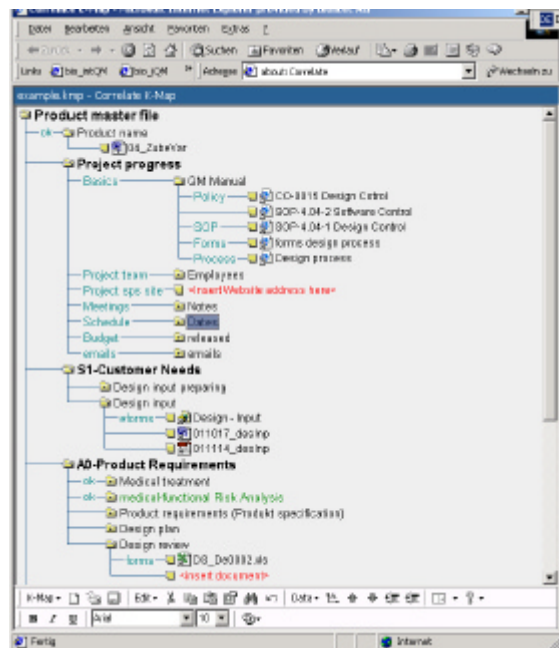 Datei Bearbeiten Ansicht Favoriten Extras ?
Suchen Favoriten Verlauf
Links Adresse about:Correlate Wechseln zu
example.kmp - Correlate K-Map
Product master file
ok Product name
Project progress
Basics QM Manual
Policy CO-0015 Design Cotrol
SOP-4.04-2 Software Control
SOP SOP-4.04-1 Design Control
Forms forms design process
Process Design process
Project team Employees
Project eps site <Insert Website address here>
Meetings Notes
Schedule Dates
Budget released
emails emails
S1-Customer Needs
Design input preparing
Design input
eforms Design - Input
011017_desInp
011114_desInp
A0-Product Requirements
ok Medical treatment
ok medical-functional Risk Analysis
Product requirements (Produkt specification)
Design plan
Design review
forms D8_De0002.xls
<insert document>
K-Map Edit Data
Arial 10
Fertig Internet